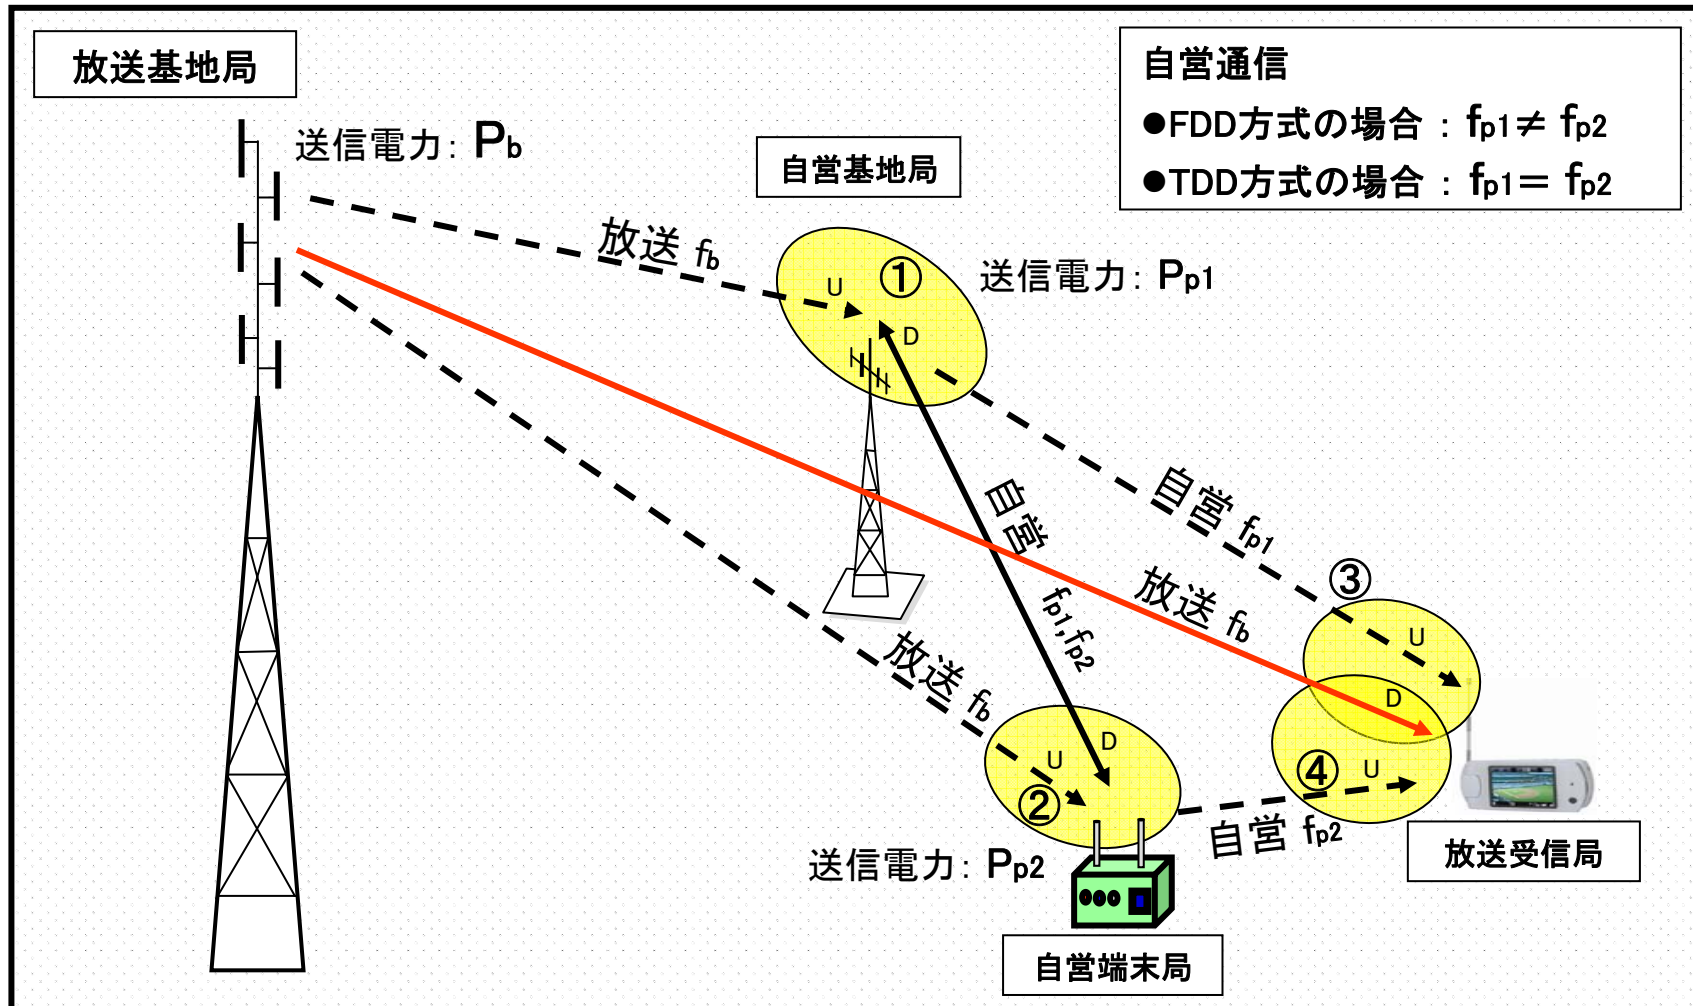 放送基地局
送信電力: Pb
自営基地局
自営通信
●FDD方式の場合 : fp1≠ fp2
●TDD方式の場合 : fp1= fp2
放送 fb
①
U
D
送信電力: Pp1
自営 fp1
自営
fp1,fp2
放送 fb
③
U
D
放送 fb
U
D
②
④
U
自営 fp2
送信電力: Pp2
放送受信局
自営端末局